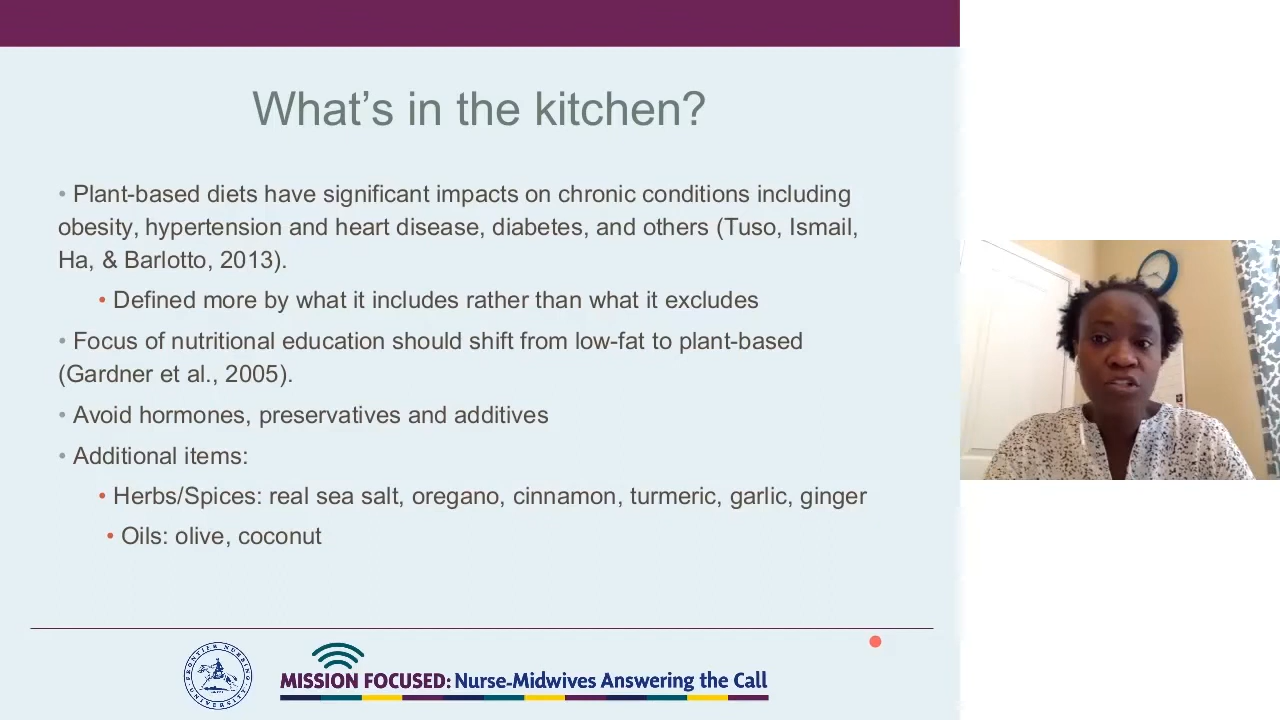 What's in the kitchen?
• Plant-based diets have significant impacts on chronic conditions including
obesity, hypertension and heart disease, diabetes, and others (Tuso, Ismail,
Ha, & Barlotto, 2013).
• Defined more by what it includes rather than what it excludes
• Focus of nutritional education should shift from low-fat to plant-based
(Gardner et al., 2005).
• Avoid hormones, preservatives and additives
• Additional items:
• Herbs/Spices: real sea salt, oregano, cinnamon, turmeric, garlic, ginger
• Oils: olive, coconut
FRONTIER NURSING UNIVERSITY
MISSION FOCUSED: Nurse-Midwives Answering the Call